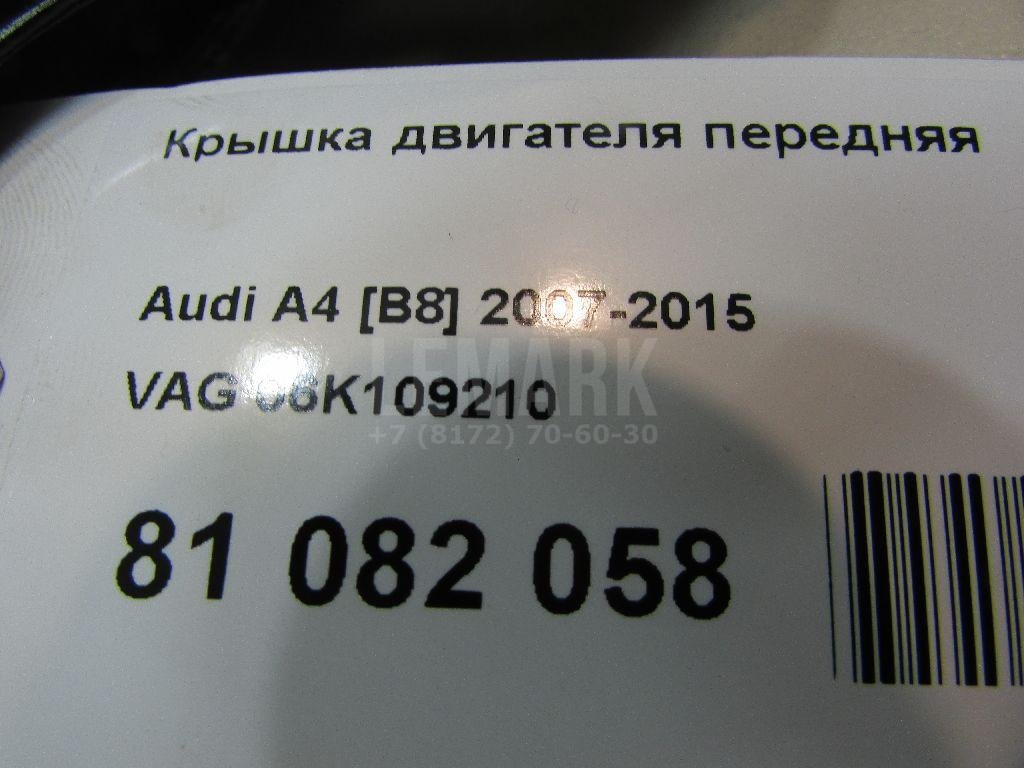 Крышка двигателя передняя
Audi A4 [B8] 2007-2015
VAG 06K109210
LEMARK
+7 (8172) 70-60-30
81 082 058